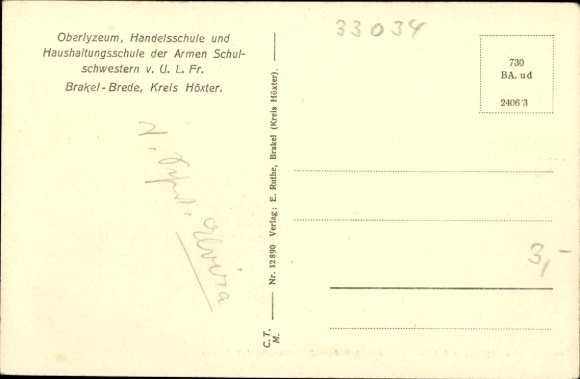 Oberlyzeum, Handelsschule und
Haushaltungsschule der Armen Schul-
schwestern v. U. L. Fr.
Brakel-Brede, Kreis Höxter.
33034
730
BA. ud
2406/3
Elvira
C. T.
M.
Nr. 12890 Verlag: E. Ruthe, Brakel (Kreis Höxter).
3,-